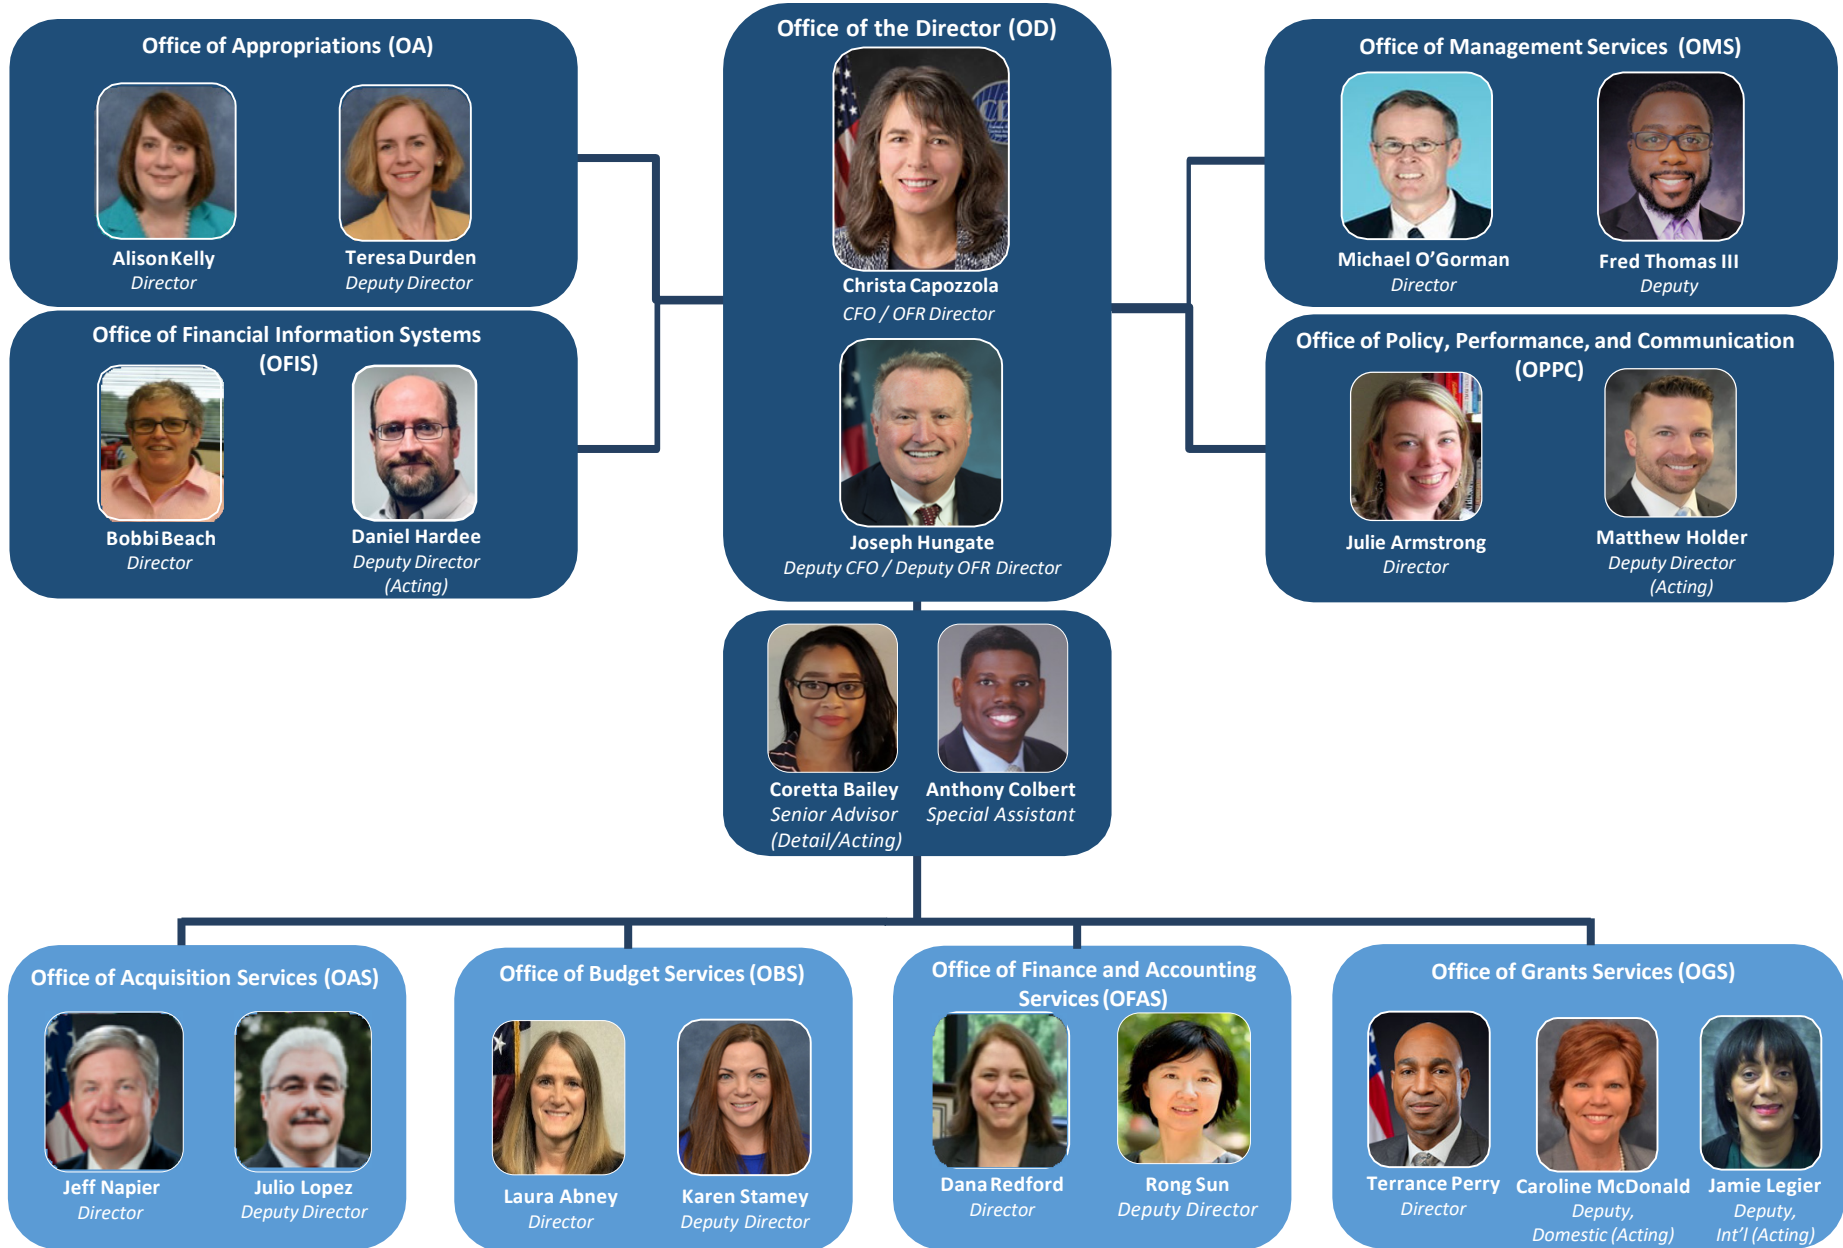 Office of Appropriations (OA)
Alison Kelly
Director
Teresa Durden
Deputy Director
Office of Financial Information Systems
(OFIS)
Bobbi Beach
Director
Daniel Hardee
Deputy Director
(Acting)
Office of the Director (OD)
Christa Capozzola
CFO / OFR Director
Joseph Hungate
Deputy CFO / Deputy OFR Director
Coretta Bailey
Senior Advisor
(Detail/Acting)
Anthony Colbert
Special Assistant
Office of Management Services (OMS)
Michael O’Gorman
Director
Fred Thomas III
Deputy
Office of Policy, Performance, and Communication
(OPPC)
Julie Armstrong
Director
Matthew Holder
Deputy Director
(Acting)
Office of Acquisition Services (OAS)
Jeff Napier
Director
Julio Lopez
Deputy Director
Office of Budget Services (OBS)
Laura Abney
Director
Karen Stamey
Deputy Director
Office of Finance and Accounting
Services (OFAS)
Dana Redford
Director
Rong Sun
Deputy Director
Office of Grants Services (OGS)
Terrance Perry
Director
Caroline McDonald
Deputy,
Domestic (Acting)
Jamie Legier
Deputy,
Int’l (Acting)